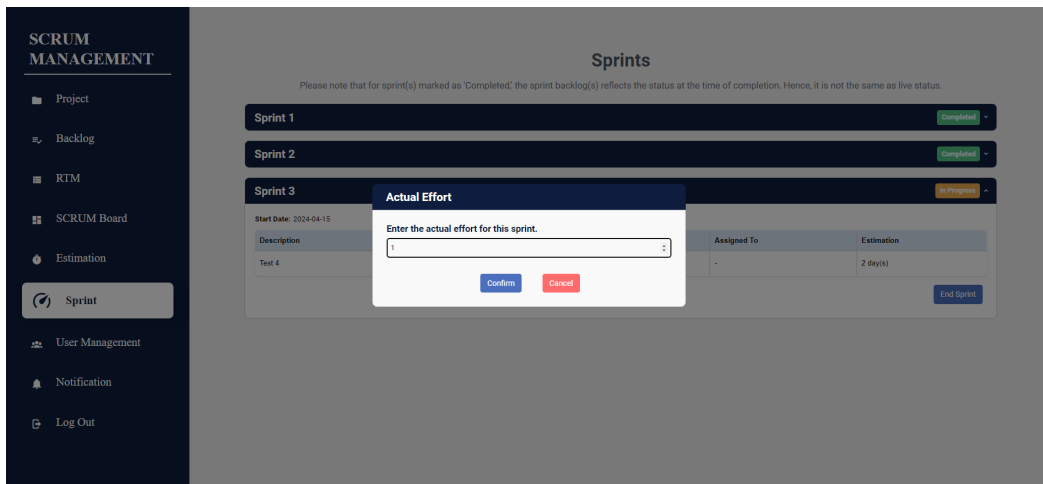 SCRUM
MANAGEMENT
Project
Backlog
RTM
SCRUM Board
Estimation
Sprint
User Management
Notification
Log Out
Sprints
Please note that for sprint(s) marked as 'Completed,' the sprint backlog(s) reflects the status at the time of completion. Hence, it is not the same as live status.
Sprint 1 Completed
Sprint 2 Completed
Sprint 3 In Progress
Start Date: 2024-04-15
Description Assigned To Estimation
Test 4 - 2 day(s)
End Sprint
Actual Effort
Enter the actual effort for this sprint.
1
Confirm Cancel